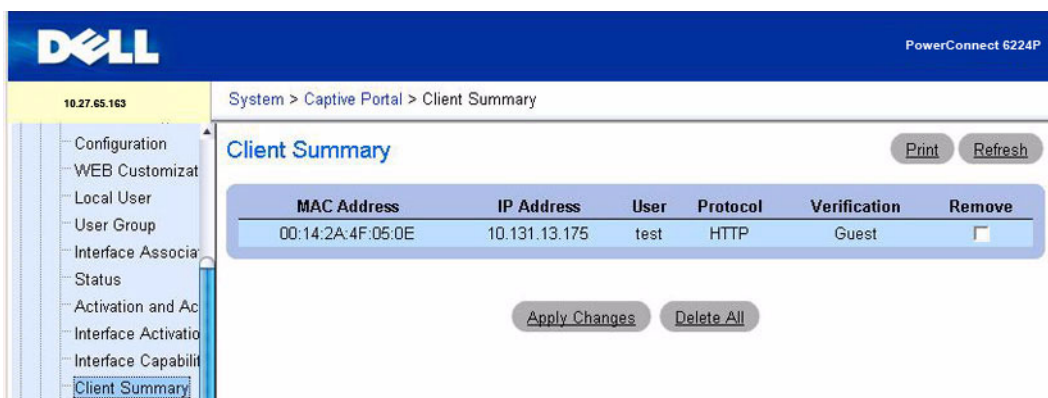 DELL
PowerConnect 6224P
10.27.65.163
System > Captive Portal > Client Summary
Configuration
WEB Customizat
Local User
User Group
Interface Associa
Status
Activation and Ac
Interface Activatio
Interface Capabilit
Client Summary
Client Summary
Print Refresh
MAC Address IP Address User Protocol Verification Remove
00:14:2A:4F:05:0E 10.131.13.175 test HTTP Guest
Apply Changes Delete All